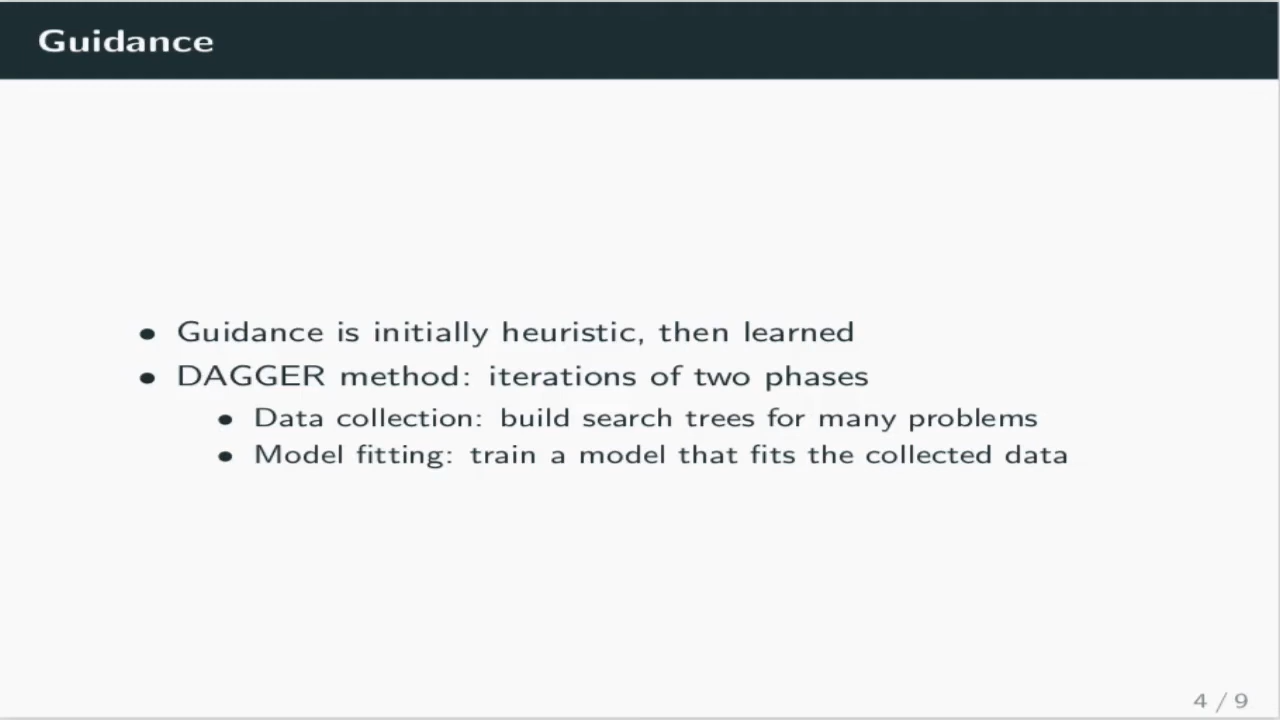 Guidance
• Guidance is initially heuristic, then learned
• DAGGER method: iterations of two phases
• Data collection: build search trees for many problems
• Model fitting: train a model that fits the collected data
4 / 9